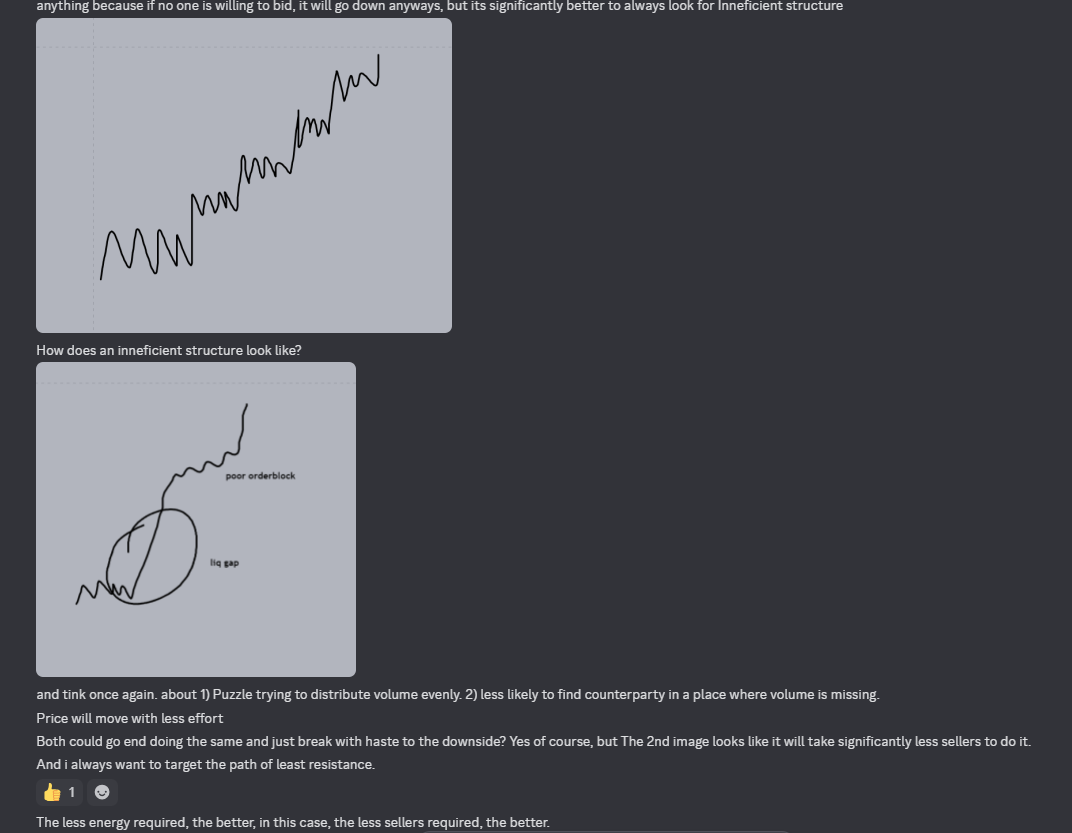 anything because if no one is willing to bid, it will go down anyways, but its significantly better to always look for Inneficient structure
How does an inneficient structure look like?
poor orderblock
liq gap
and tink once again. about 1) Puzzle trying to distribute volume evenly. 2) less likely to find counterparty in a place where volume is missing.
Price will move with less effort
Both could go end doing the same and just break with haste to the downside? Yes of course, but The 2nd image looks like it will take significantly less sellers to do it.
And i always want to target the path of least resistance.
1
The less energy required, the better, in this case, the less sellers required, the better.